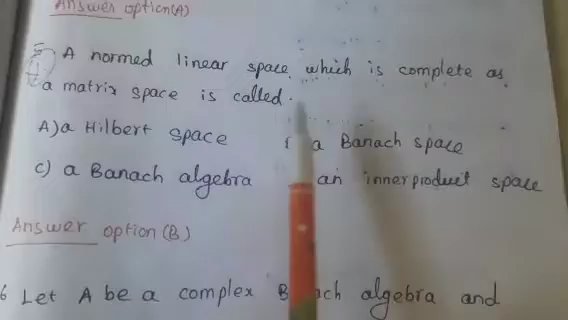 Answer option(A)
5 A normed linear space which is complete as
a matrix space is called.
A) a Hilbert space a Banach space
C) a Banach algebra an innerproduct space
Answer option (B)
6 Let A be a complex algebra and